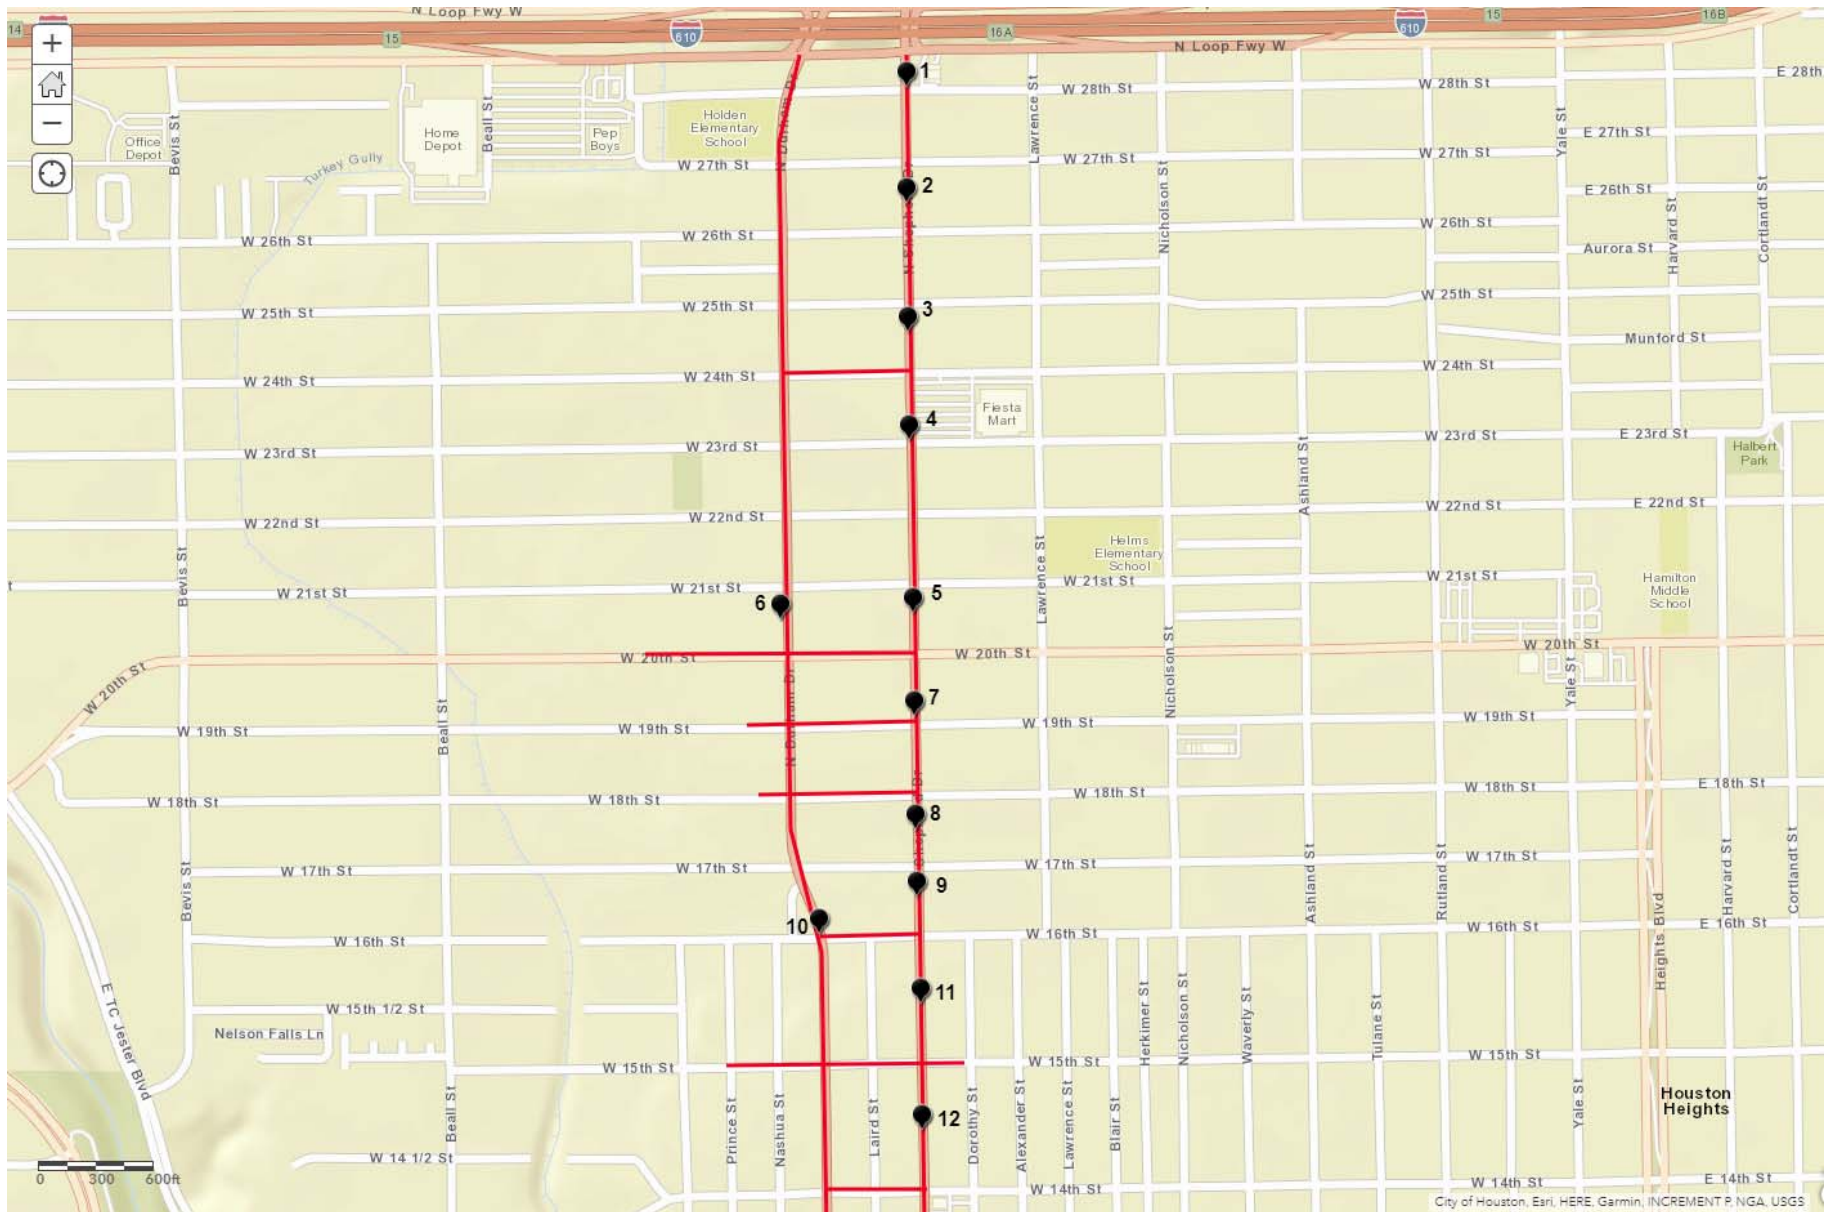 N Loop Fwy W
14
15
610
16A
610
15
16B
N Loop Fwy W
+
−
1
E 28th
W 28th St
W 28th St
Holden
Elementary
School
Home
Depot
Pep
Boys
Office
Depot
Bevis St
Beall St
N Durham Dr
Lawrence St
Yale St
E 27th St
W 27th St
W 27th St
W 27th St
Turkey Gully
2
E 26th St
Nicholson St
Harvard St
Cortlandt St
W 26th St
W 26th St
W 26th St
Aurora St
N Shepherd Dr
W 25th St
W 25th St
W 25th St
3
Munford St
W 24th St
W 24th St
W 24th St
Fiesta
Mart
4
W 23rd St
W 23rd St
W 23rd St
E 23rd St
Halbert
Park
Ashland St
W 22nd St
W 22nd St
W 22nd St
E 22nd St
Helms
Elementary
School
Bevis St
Lawrence St
t
W 21st St
W 21st St
W 21st St
W 21st St
Hamilton
Middle
School
6
5
W 20th St
W 20th St
W 20th St
W 20th St
Nicholson St
Yale St
N Durham Dr
7
Beall St
W 19th St
W 19th St
W 19th St
W 19th St
W 18th St
W 18th St
W 18th St
W 18th St
E 18th St
8
W 17th St
W 17th St
W 17th St
W 17th St
9
Bevis St
Ashland St
Rutland St
Harvard St
Cortlandt St
Heights Blvd
10
W 16th St
W 16th St
W 16th St
E 16th St
11
W 15th 1/2 St
Nelson Falls Ln
E TC Jester Blvd
Herkimer St
Nicholson St
Waverly St
Tulane St
W 15th St
W 15th St
W 15th St
Houston
Heights
12
Beall St
Prince St
Nashua St
Laird St
Dorothy St
Alexander St
Lawrence St
Blair St
Yale St
W 14 1/2 St
W 14th St
W 14th St
E 14th St
0 300 600ft
City of Houston, Esri, HERE, Garmin, INCREMENT P, NGA, USGS